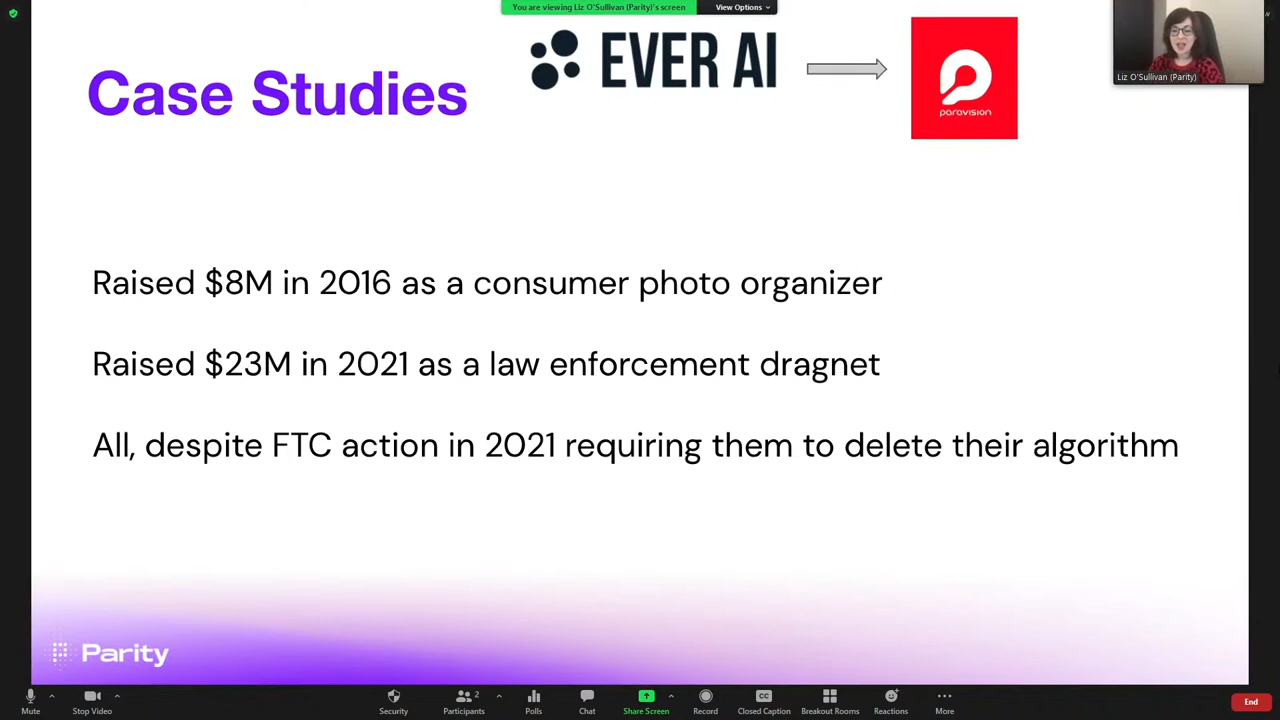 You are viewing Liz O'Sullivan (Parity)'s screen
View Options
Case Studies
EVER AI
paravision
Liz O'Sullivan (Parity)
Raised $8M in 2016 as a consumer photo organizer
Raised $23M in 2021 as a law enforcement dragnet
All, despite FTC action in 2021 requiring them to delete their algorithm
Parity
Mute
Stop Video
Security
Participants
2
Polls
Chat
Share Screen
Record
CC
Closed Caption
Breakout Rooms
Reactions
More
End